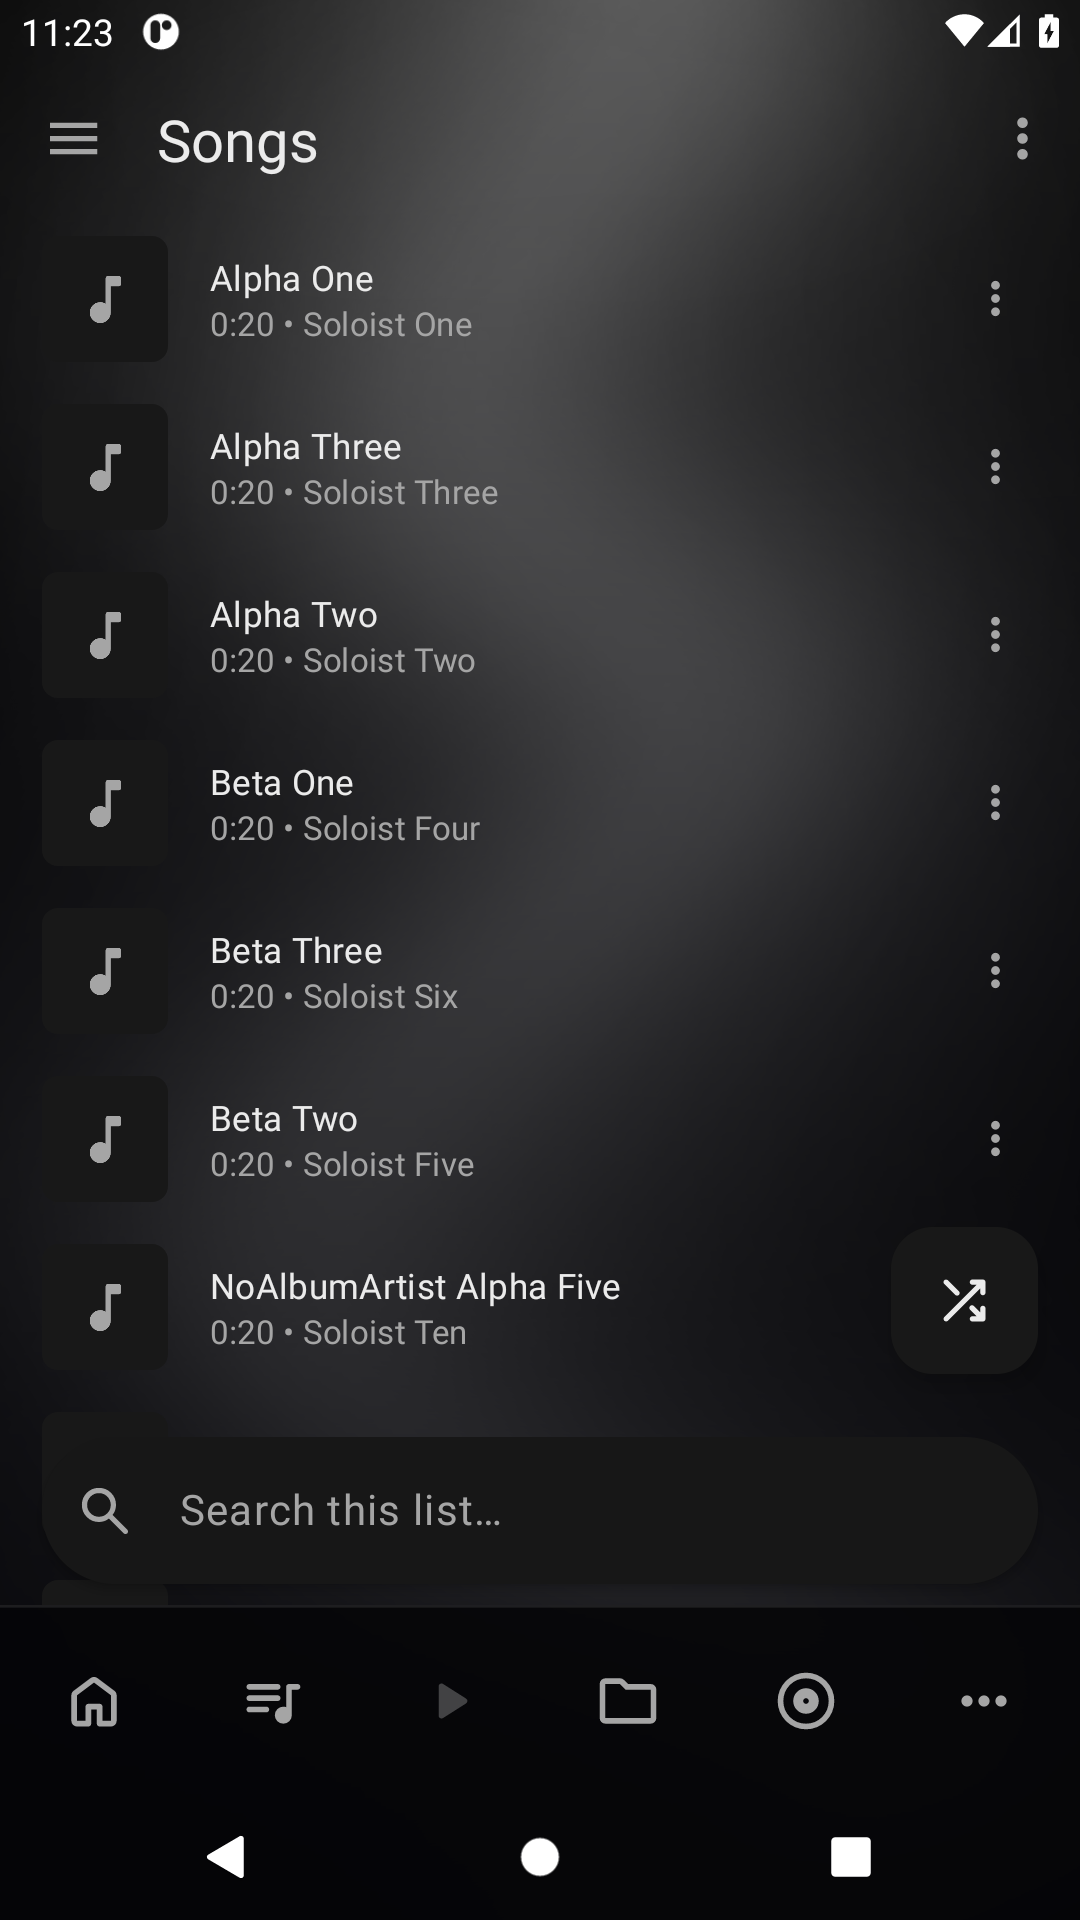 11:23
Songs
Alpha One
0:20 • Soloist One
Alpha Three
0:20 • Soloist Three
Alpha Two
0:20 • Soloist Two
Beta One
0:20 • Soloist Four
Beta Three
0:20 • Soloist Six
Beta Two
0:20 • Soloist Five
NoAlbumArtist Alpha Five
0:20 • Soloist Ten
Search this list…